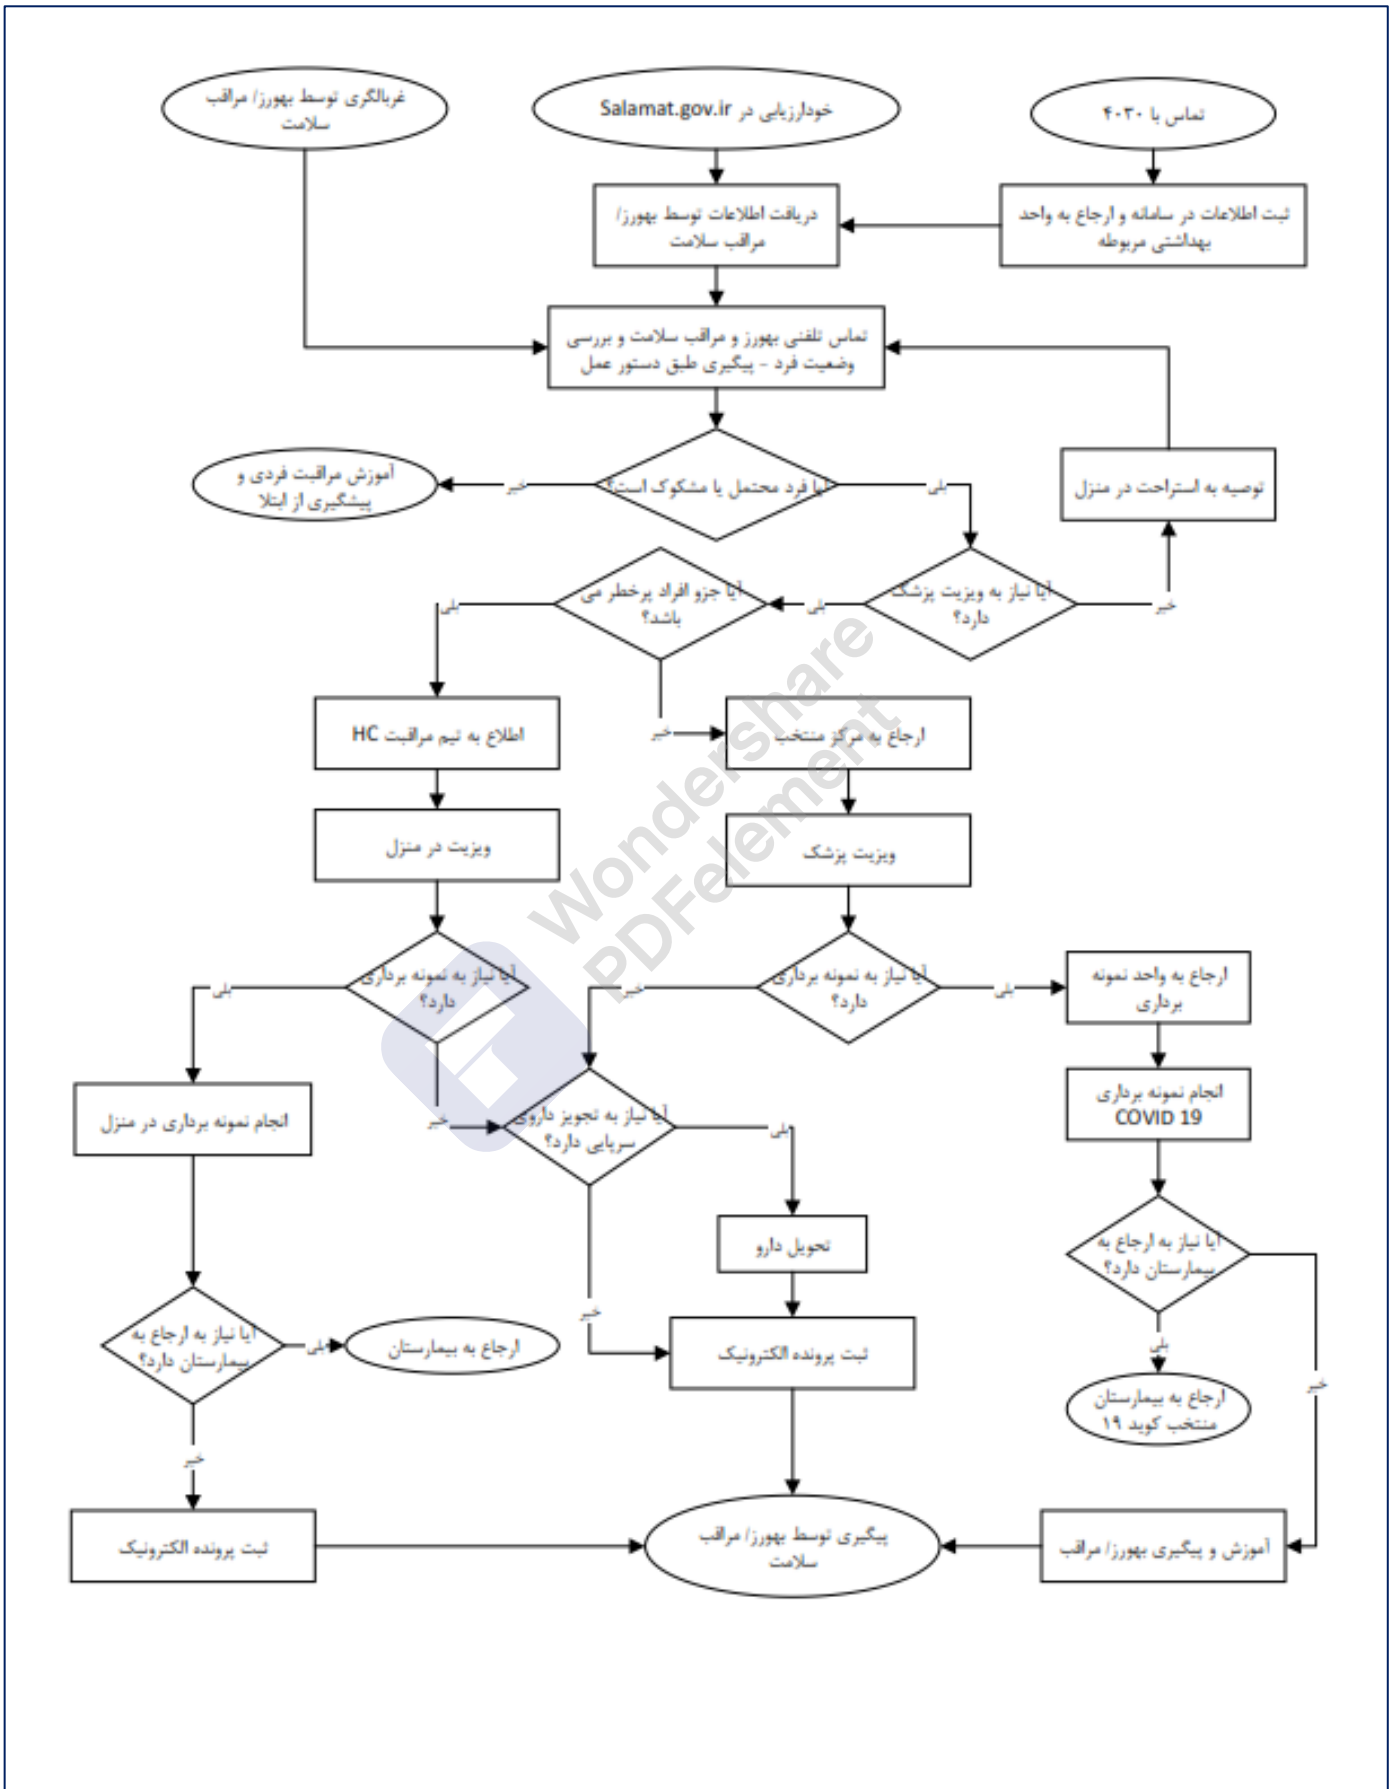 تماس با ۴۰۳۰
خودارزیابی در Salamat.gov.ir
غربالگری توسط بهورز/ مراقب
سلامت
ثبت اطلاعات در سامانه و ارجاع به واحد
بهداشتی مربوطه
دریافت اطلاعات توسط بهورز/
مراقب سلامت
تماس تلفنی بهورز و مراقب سلامت و بررسی
وضعیت فرد - پیگیری طبق دستور عمل
توصیه به استراحت در منزل
بلی
آیا فرد محتمل یا مشکوک است؟
خیر
آموزش مراقبت فردی و
پیشگیری از ابتلا
خیر
آیا نیاز به ویزیت پزشک
دارد؟
بلی
آیا جزو افراد پرخطر می
باشد؟
بلی
خیر
ارجاع به مرکز منتخب
اطلاع به تیم مراقبت HC
ویزیت پزشک
ویزیت در منزل
ارجاع به واحد نمونه
برداری
بلی
آیا نیاز به نمونه برداری
دارد؟
خیر
آیا نیاز به نمونه برداری
دارد؟
بلی
خیر
انجام نمونه برداری
COVID 19
بلی
آیا نیاز به تجویز داروی
سرپایی دارد؟
خیر
انجام نمونه برداری در منزل
تحویل دارو
آیا نیاز به ارجاع به
بیمارستان دارد؟
بلی
خیر
ارجاع به بیمارستان
منتخب کوید ۱۹
ثبت پرونده الکترونیک
ارجاع به بیمارستان
بلی
آیا نیاز به ارجاع به
بیمارستان دارد؟
خیر
آموزش و پیگیری بهورز/ مراقب
پیگیری توسط بهورز/ مراقب
سلامت
ثبت پرونده الکترونیک
Wondershare
PDFelement